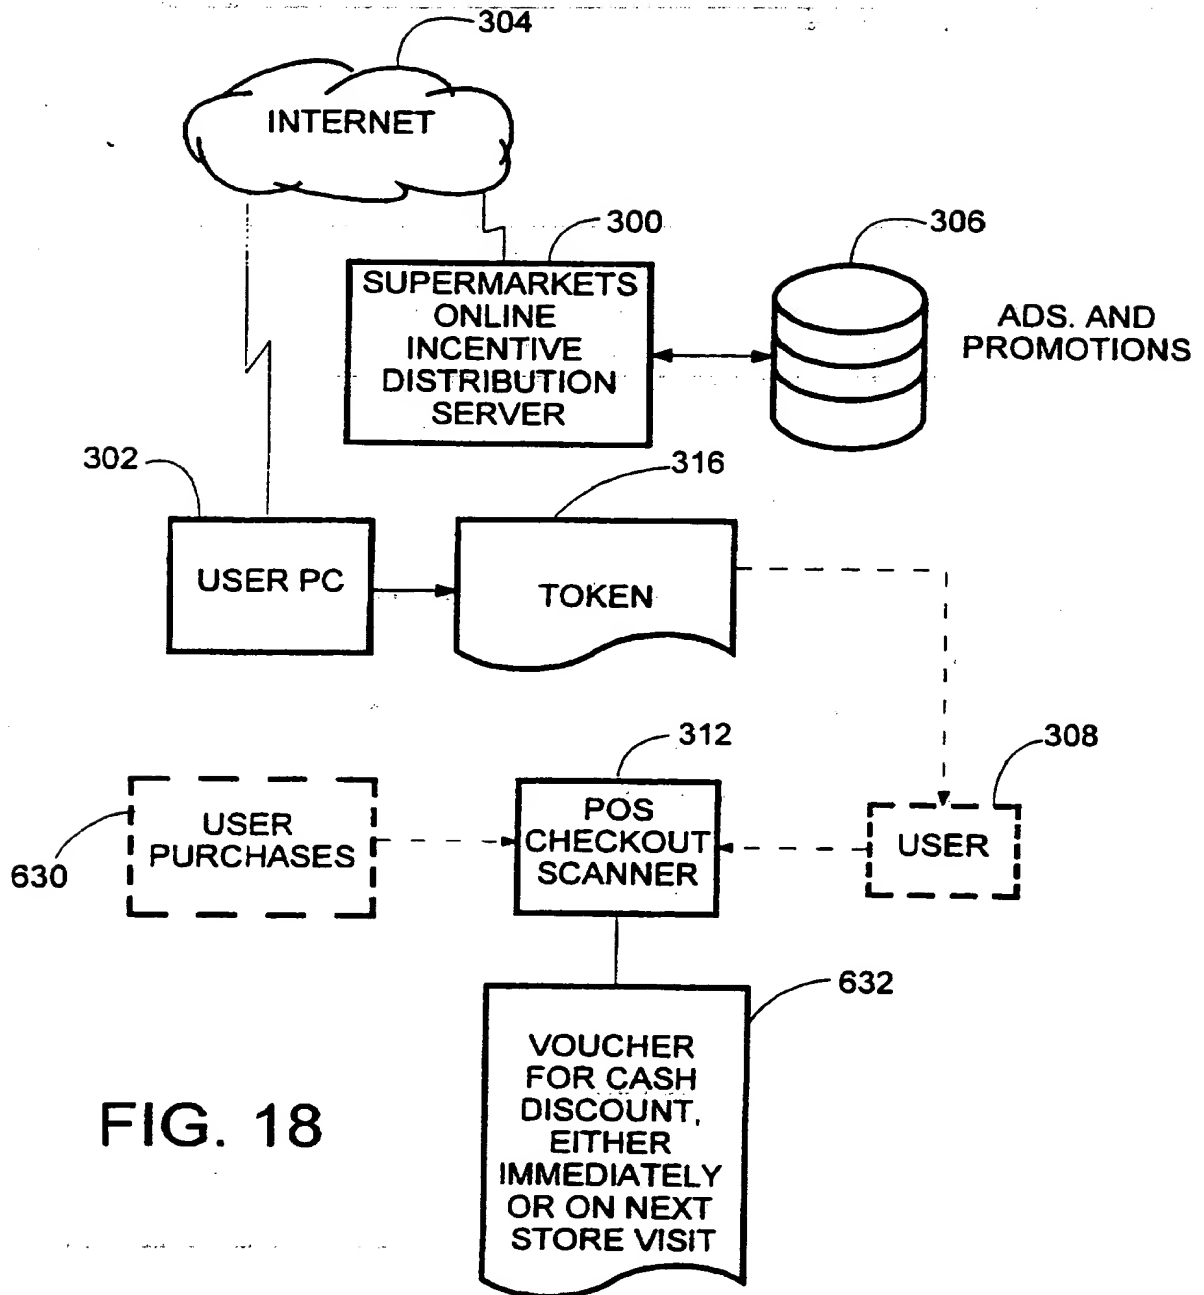 304
INTERNET
300
306
SUPERMARKETS
ONLINE
INCENTIVE
DISTRIBUTION
SERVER
ADS. AND
PROMOTIONS
302
316
USER PC
TOKEN
312
308
USER
PURCHASES
POS
CHECKOUT
SCANNER
USER
630
632
VOUCHER
FOR CASH
DISCOUNT,
EITHER
IMMEDIATELY
OR ON NEXT
STORE VISIT
FIG. 18